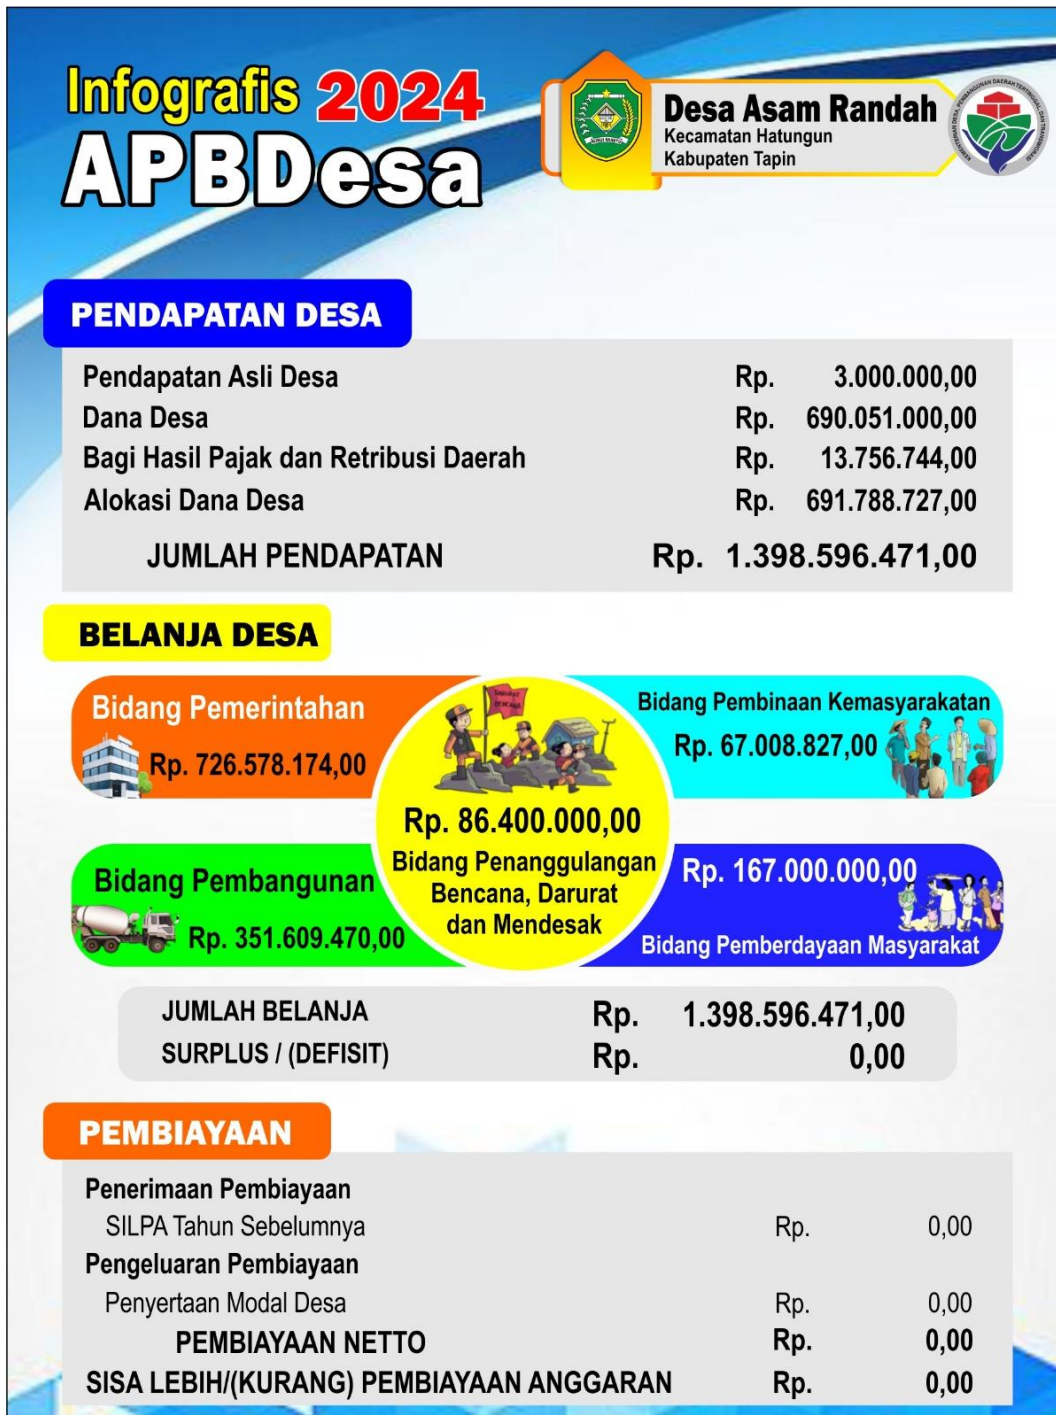 Infografis 2024
APBDesa
Desa Asam Randah
Kecamatan Hatungun
Kabupaten Tapin
PENDAPATAN DESA
Pendapatan Asli Desa Rp. 3.000.000,00
Dana Desa Rp. 690.051.000,00
Bagi Hasil Pajak dan Retribusi Daerah Rp. 13.756.744,00
Alokasi Dana Desa Rp. 691.788.727,00
JUMLAH PENDAPATAN Rp. 1.398.596.471,00
BELANJA DESA
Bidang Pemerintahan
Rp. 726.578.174,00
DARURAT
BENCANA
Rp. 86.400.000,00
Bidang Penanggulangan
Bencana, Darurat
dan Mendesak
Bidang Pembinaan Kemasyarakatan
Rp. 67.008.827,00
Bidang Pembangunan
Rp. 351.609.470,00
Rp. 167.000.000,00
Bidang Pemberdayaan Masyarakat
JUMLAH BELANJA Rp. 1.398.596.471,00
SURPLUS / (DEFISIT) Rp. 0,00
PEMBIAYAAN
Penerimaan Pembiayaan
SILPA Tahun Sebelumnya Rp. 0,00
Pengeluaran Pembiayaan
Penyertaan Modal Desa Rp. 0,00
PEMBIAYAAN NETTO Rp. 0,00
SISA LEBIH/(KURANG) PEMBIAYAAN ANGGARAN Rp. 0,00